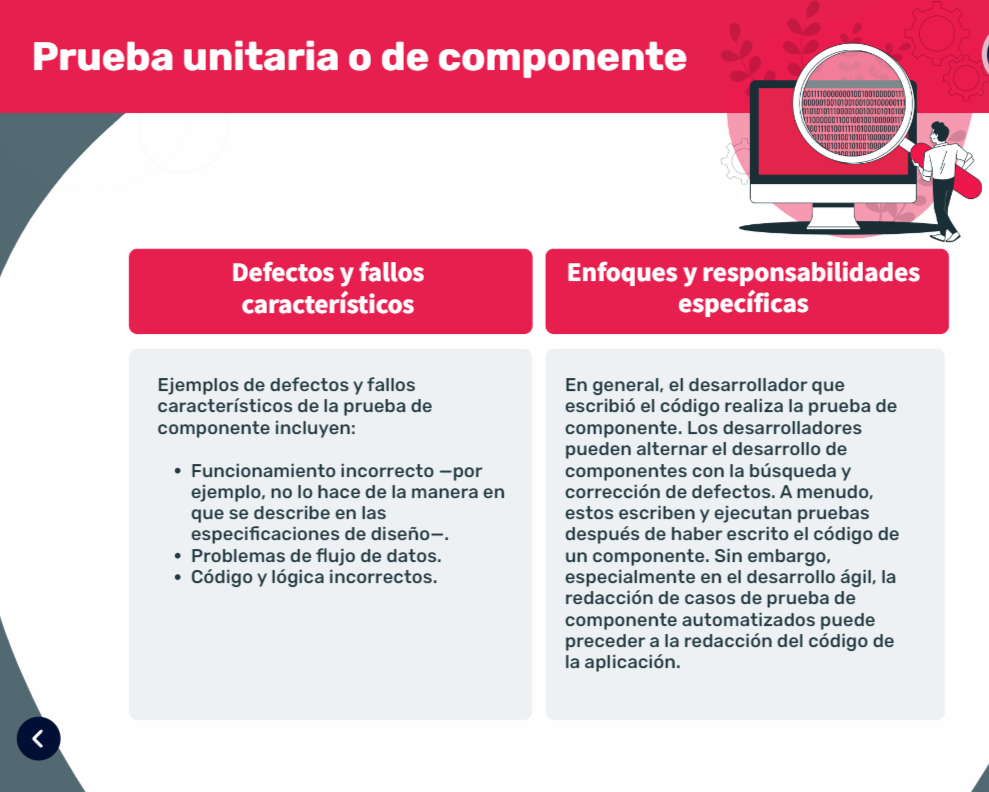 Prueba unitaria o de componente
Defectos y fallos
característicos
Ejemplos de defectos y fallos
característicos de la prueba de
componente incluyen:
• Funcionamiento incorrecto —por
ejemplo, no lo hace de la manera en
que se describe en las
especificaciones de diseño—.
• Problemas de flujo de datos.
• Código y lógica incorrectos.
Enfoques y responsabilidades
específicas
En general, el desarrollador que
escribió el código realiza la prueba de
componente. Los desarrolladores
pueden alternar el desarrollo de
componentes con la búsqueda y
corrección de defectos. A menudo,
estos escriben y ejecutan pruebas
después de haber escrito el código de
un componente. Sin embargo,
especialmente en el desarrollo ágil, la
redacción de casos de prueba de
componente automatizados puede
preceder a la redacción del código de
la aplicación.